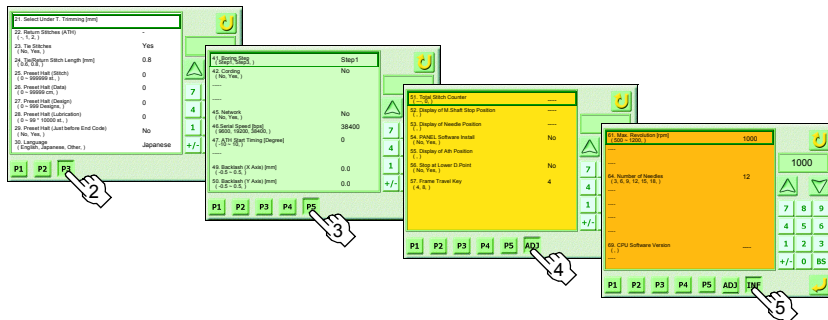 21. Select Under T. Trimming [mm]
22. Return Stitches (ATH) -
( -, 1, 2, )
23. Tie Stitches Yes
( No, Yes, )
24. Tie/Return Stitch Length [mm] 0.8
( 0.6, 0.8, )
25. Preset Halt (Stitch) 0
( 0 ~ 999999 st., )
26. Preset Halt (Data) 0
( 0 ~ 99999 cm, )
27. Preset Halt (Design) 0
( 0 ~ 999 Designs, )
28. Preset Halt (Lubrication) 0
( 0 ~ 99 * 10000 st., )
29. Preset Halt (Just before End Code) No
( No, Yes, )
30. Language Japanese
( English, Japanese, Other, )
7
4
1
+/-
P1 P2 P3
2
41. Boring Step Step1
( Step1, Step3, )
42. Cording No
( No, Yes, )
45. Network No
( No, Yes, )
46. Serial Speed [bps] 38400
( 9600, 19200, 38400, )
47. ATH Start Timing [Degree] 0
( -10 ~ 10, )
49. Backlash (X Axis) [mm] 0.0
( -0.5 ~ 0.5, )
50. Backlash (Y Axis) [mm] 0.0
( -0.5 ~ 0.5, )
7
4
1
+/-
P1 P2 P3 P4 P5
3
51. Total Stitch Counter ----
( ---, 0, )
52. Display of M.Shaft Stop Position ----
( , )
53. Display of Needle Position ----
( , )
54. PANEL Software Install No
( No, Yes, )
55. Display of Ath Position
( , )
56. Stop at Lower D.Point No
( No, Yes, )
57. Frame Travel Key 4
( 4, 8, )
7
4
1
+/-
P1 P2 P3 P4 P5 ADJ
4
61. Max. Revolution [rpm] 1000
( 500 ~ 1200, )
64. Number of Needles 12
( 3, 6, 9, 12, 15, 18, )
69. CPU Software Version ----
( , )
1000
7 8 9
4 5 6
1 2 3
+/- 0 BS
P1 P2 P3 P4 P5 ADJ INF
5